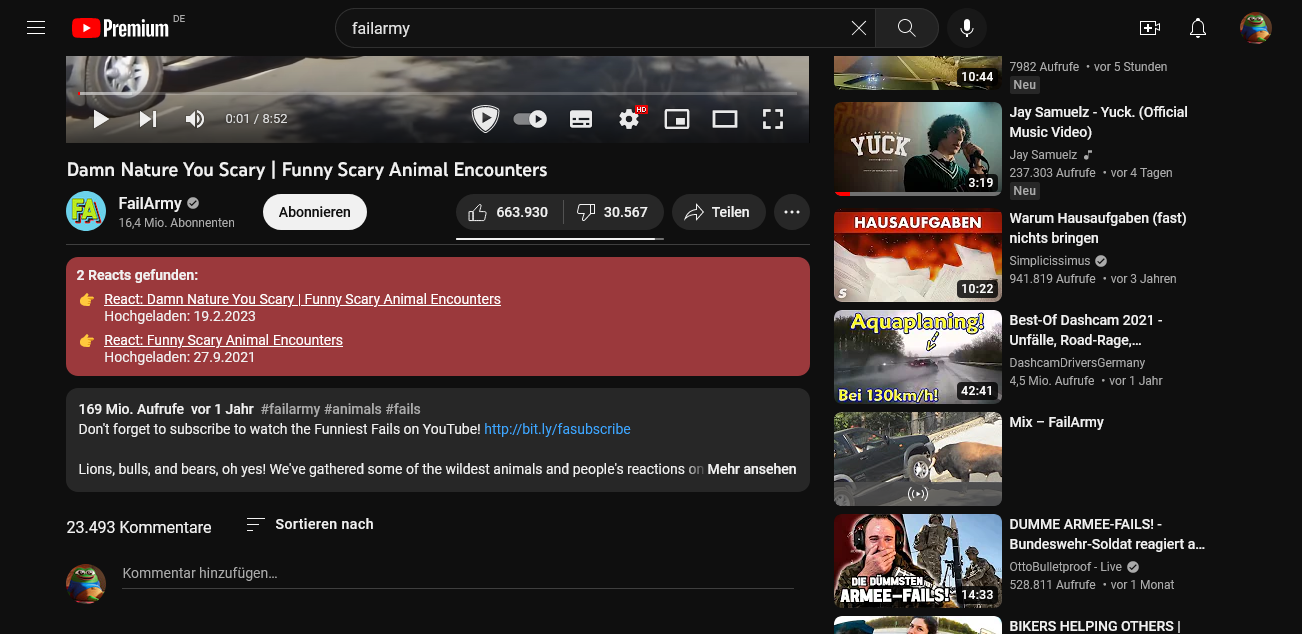 Premium DE
failarmy
0:01 / 8:52
HD
Damn Nature You Scary | Funny Scary Animal Encounters
FA
FailArmy
16,4 Mio. Abonnenten
Abonnieren
663.930
30.567
Teilen
2 Reacts gefunden:
React: Damn Nature You Scary | Funny Scary Animal Encounters
Hochgeladen: 19.2.2023
React: Funny Scary Animal Encounters
Hochgeladen: 27.9.2021
169 Mio. Aufrufe vor 1 Jahr #failarmy #animals #fails
Don't forget to subscribe to watch the Funniest Fails on YouTube! http://bit.ly/fasubscribe
Lions, bulls, and bears, oh yes! We've gathered some of the wildest animals and people's reactions on Mehr ansehen
23.493 Kommentare
Sortieren nach
Kommentar hinzufügen…
10:44
7982 Aufrufe • vor 5 Stunden
Neu
YUCK
3:19
Jay Samuelz - Yuck. (Official
Music Video)
Jay Samuelz
237.303 Aufrufe • vor 4 Tagen
Neu
HAUSAUFGABEN
S
10:22
Warum Hausaufgaben (fast)
nichts bringen
Simplicissimus
941.819 Aufrufe • vor 3 Jahren
Aquaplaning!
Bei 130km/h!
42:41
Best-Of Dashcam 2021 -
Unfälle, Road-Rage,…
DashcamDriversGermany
4,5 Mio. Aufrufe • vor 1 Jahr
Mix – FailArmy
DIE DÜMMSTEN
ARMEE-FAILS!
14:33
DUMME ARMEE-FAILS! -
Bundeswehr-Soldat reagiert a…
OttoBulletproof - Live
528.811 Aufrufe • vor 1 Monat
BIKERS HELPING OTHERS |